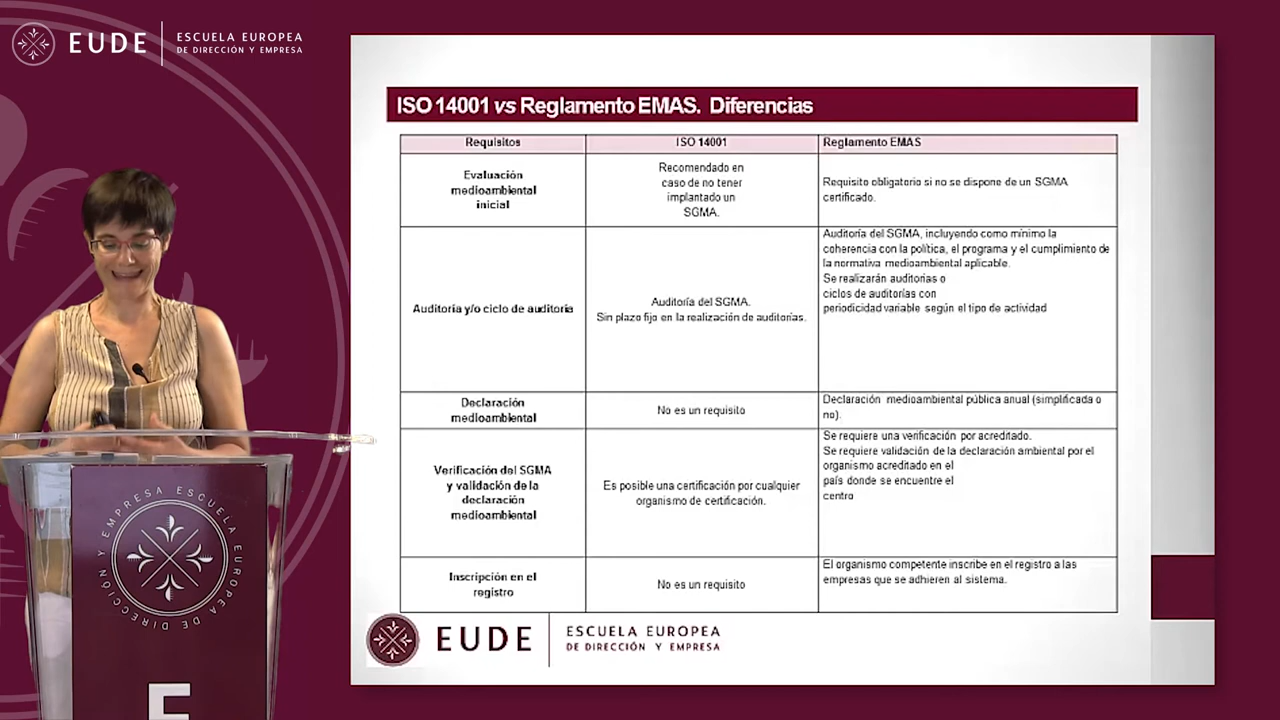 EUDE
ESCUELA EUROPEA
DE DIRECCIÓN Y EMPRESA
ISO 14001 vs Reglamento EMAS. Diferencias
Requisitos
ISO 14001
Reglamento EMAS
Evaluación
medioambiental
inicial
Recomendado en
caso de no tener
implantado un
SGMA.
Requisito obligatorio si no se dispone de un SGMA
certificado.
Auditoría y/o ciclo de auditoría
Auditoría del SGMA.
Sin plazo fijo en la realización de auditorías.
Auditoría del SGMA, incluyendo como mínimo la
coherencia con la política, el programa y el cumplimiento de
la normativa medioambiental aplicable.
Se realizarán auditorías o
ciclos de auditorías con
periodicidad variable según el tipo de actividad
Declaración
medioambiental
No es un requisito
Declaración medioambiental pública anual (simplificada o
no).
Verificación del SGMA
y validación de la
declaración
medioambiental
Es posible una certificación por cualquier
organismo de certificación.
Se requiere una verificación por acreditado.
Se requiere validación de la declaración ambiental por el
organismo acreditado en el
país donde se encuentre el
centro
Inscripción en el
registro
No es un requisito
El organismo competente inscribe en el registro a las
empresas que se adhieren al sistema.
EUDE
ESCUELA EUROPEA
DE DIRECCIÓN Y EMPRESA
ESCUELA EUROPEA DE DIRECCIÓN Y EMPRESA
E